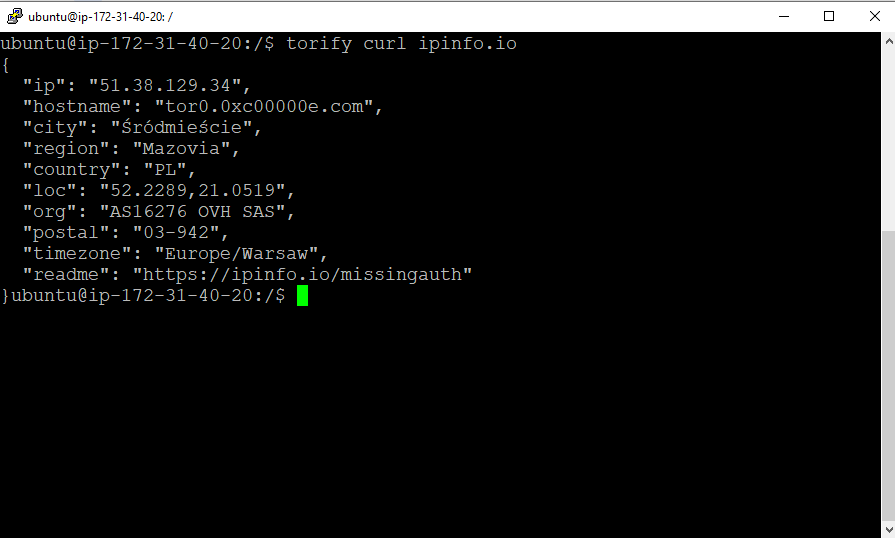 ubuntu@ip-172-31-40-20: /
ubuntu@ip-172-31-40-20:/$ torify curl ipinfo.io
{
  "ip": "51.38.129.34",
  "hostname": "tor0.0xc00000e.com",
  "city": "Śródmieście",
  "region": "Mazovia",
  "country": "PL",
  "loc": "52.2289,21.0519",
  "org": "AS16276 OVH SAS",
  "postal": "03-942",
  "timezone": "Europe/Warsaw",
  "readme": "https://ipinfo.io/missingauth"
}ubuntu@ip-172-31-40-20:/$